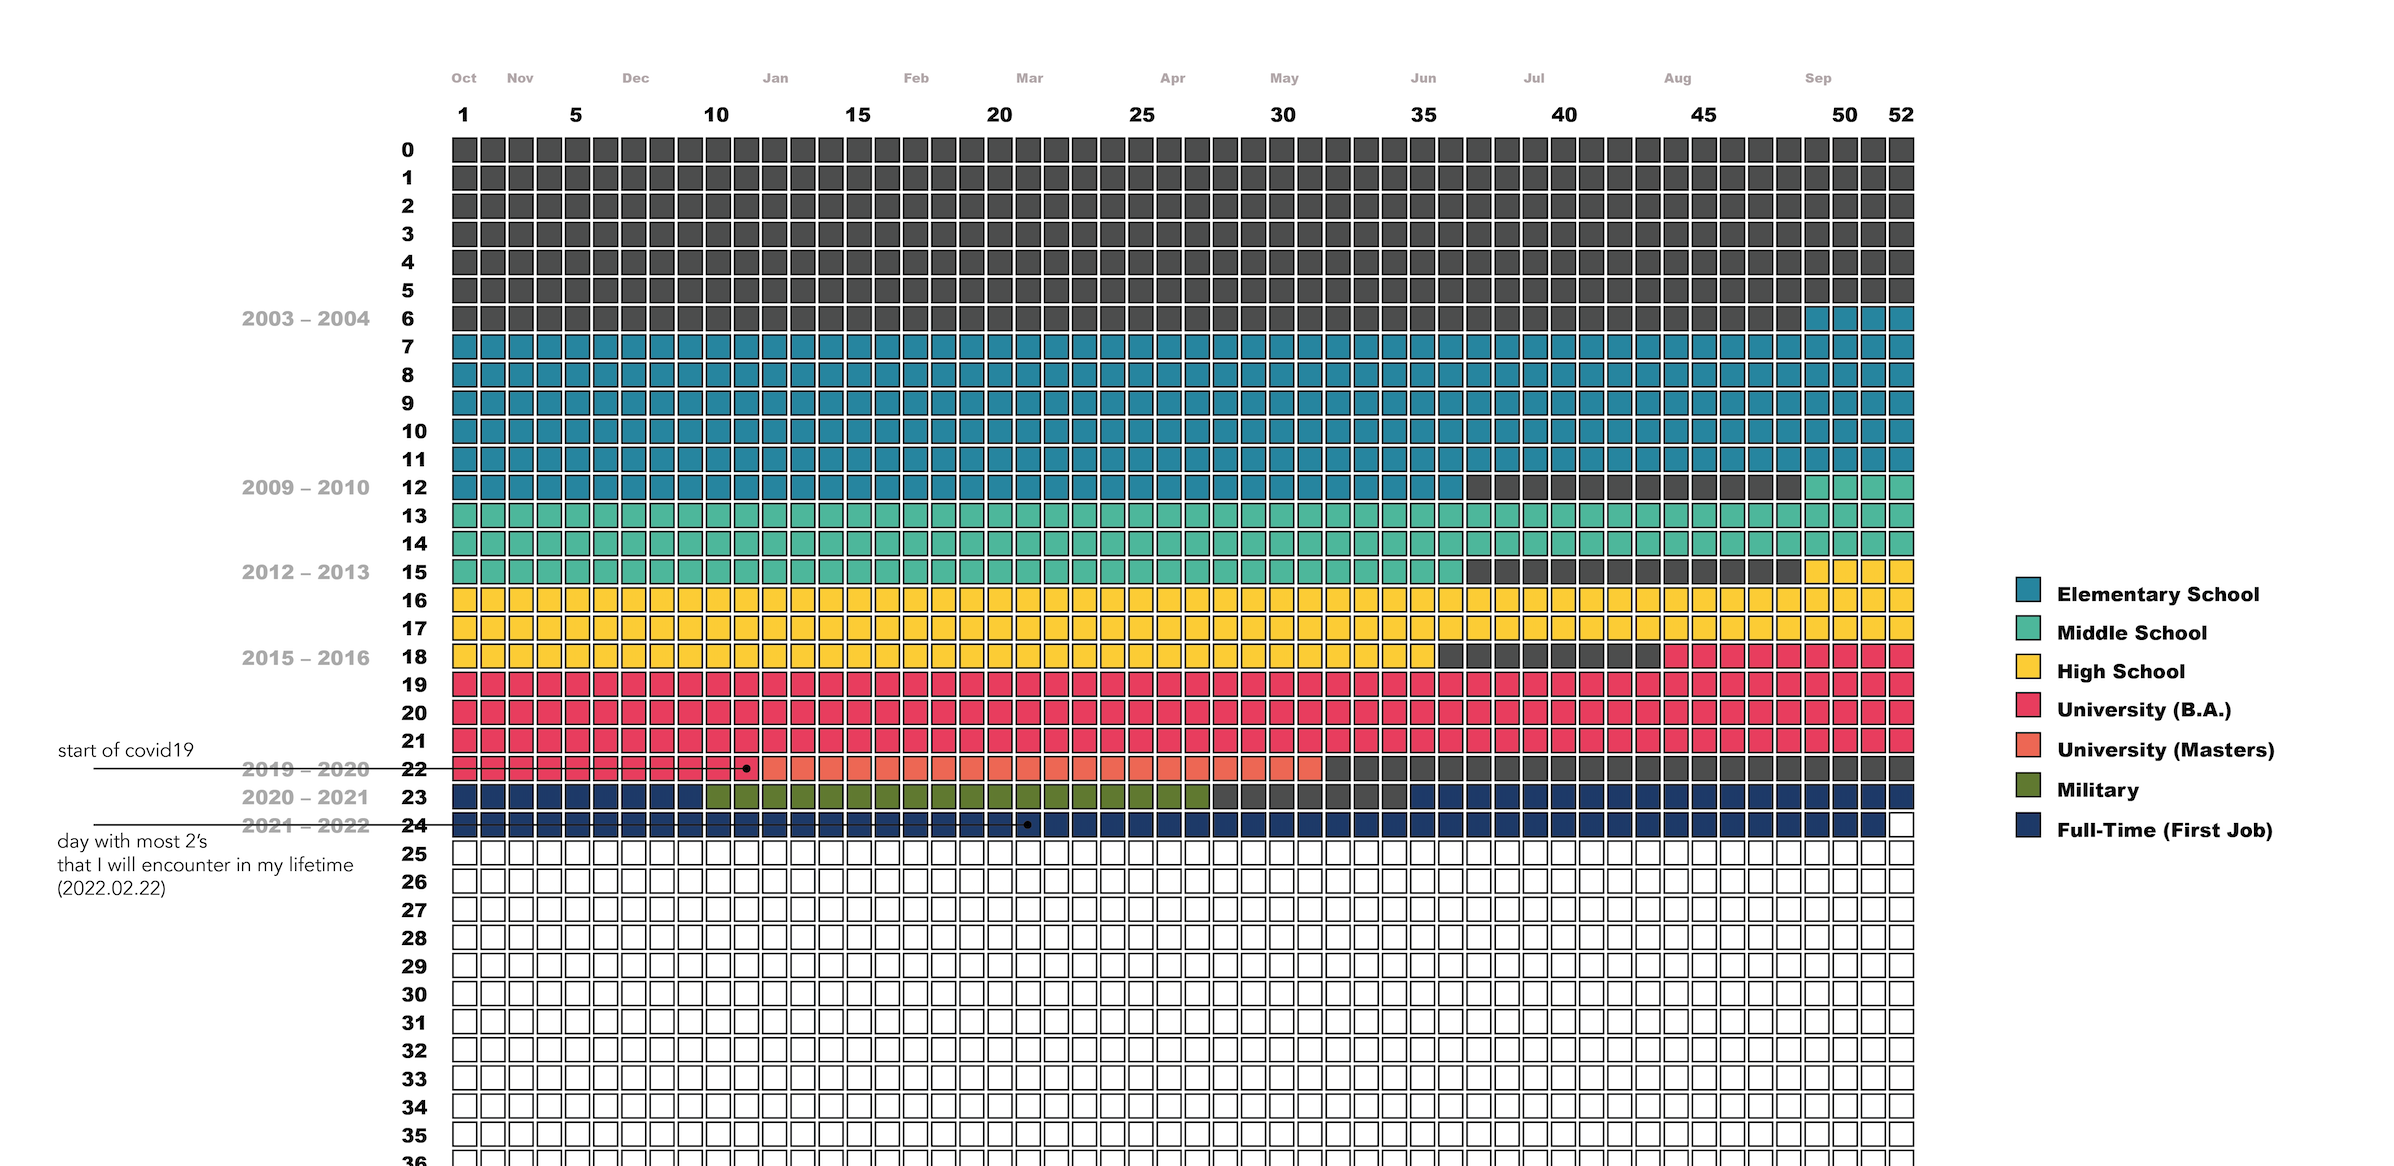 Oct Nov Dec Jan Feb Mar Apr May Jun Jul Aug Sep
1 5 10 15 20 25 30 35 40 45 50 52
0
1
2
3
4
5
2003 – 2004 6
7
8
9
10
11
2009 – 2010 12
13
14
2012 – 2013 15
16
17
2015 – 2016 18
19
20
21
start of covid19
2019 – 2020 22
2020 – 2021 23
2021 – 2022 24
day with most 2's
that I will encounter in my lifetime
(2022.02.22)
25
26
27
28
29
30
31
32
33
34
35
36
Elementary School
Middle School
High School
University (B.A.)
University (Masters)
Military
Full-Time (First Job)